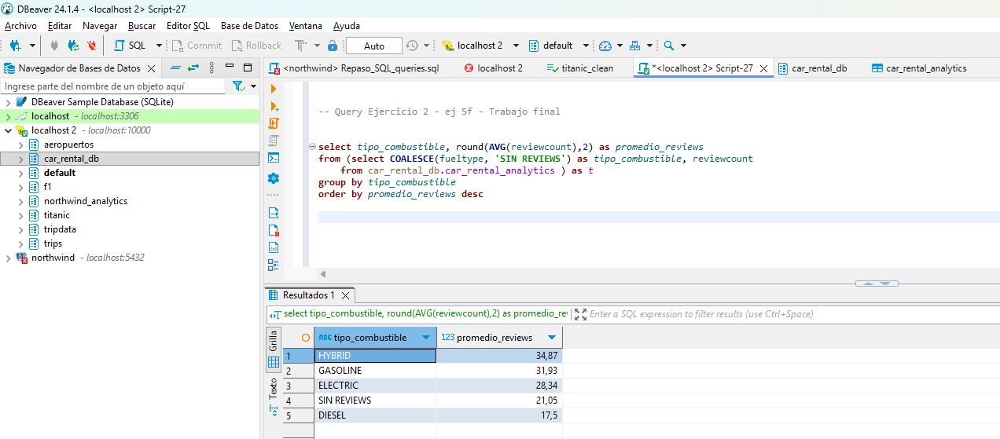 DBeaver 24.1.4 - <localhost 2> Script-27
Archivo Editar Navegar Buscar Editor SQL Base de Datos Ventana Ayuda
SQL Commit Rollback Auto localhost 2 default
Navegador de Bases de Datos
<northwind> Repaso_SQL_queries.sql localhost 2 titanic_clean *<localhost 2> Script-27 car_rental_db car_rental_analytics
Ingrese parte del nombre de un objeto aquí
DBeaver Sample Database (SQLite)
localhost - localhost:3306
localhost 2 - localhost:10000
aeropuertos
car_rental_db
default
f1
northwind_analytics
titanic
tripdata
trips
northwind - localhost:5432
-- Query Ejercicio 2 - ej 5f - Trabajo final
select tipo_combustible, round(AVG(reviewcount),2) as promedio_reviews
from (select COALESCE(fueltype, 'SIN REVIEWS') as tipo_combustible, reviewcount
from car_rental_db.car_rental_analytics ) as t
group by tipo_combustible
order by promedio_reviews desc
Resultados 1
select tipo_combustible, round(AVG(reviewcount),2) as promedio_rev Enter a SQL expression to filter results (use Ctrl+Space)
Grilla
Texto
ABC tipo_combustible 123 promedio_reviews
1 HYBRID 34,87
2 GASOLINE 31,93
3 ELECTRIC 28,34
4 SIN REVIEWS 21,05
5 DIESEL 17,5